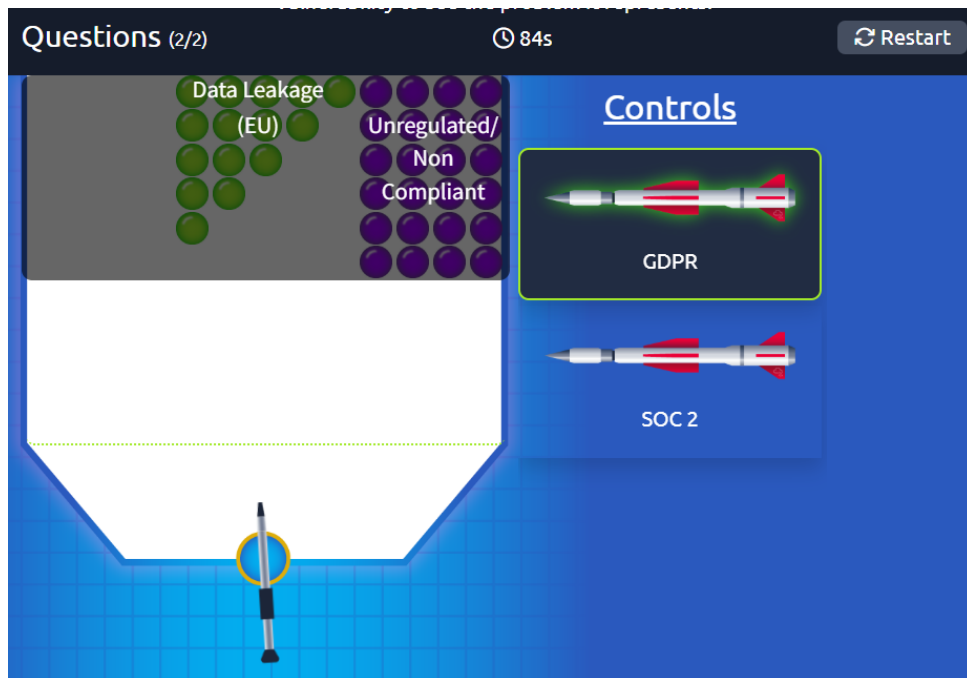 Questions (2/2)
84s
Restart
Data Leakage
(EU)
Unregulated/
Non
Compliant
Controls
GDPR
SOC 2